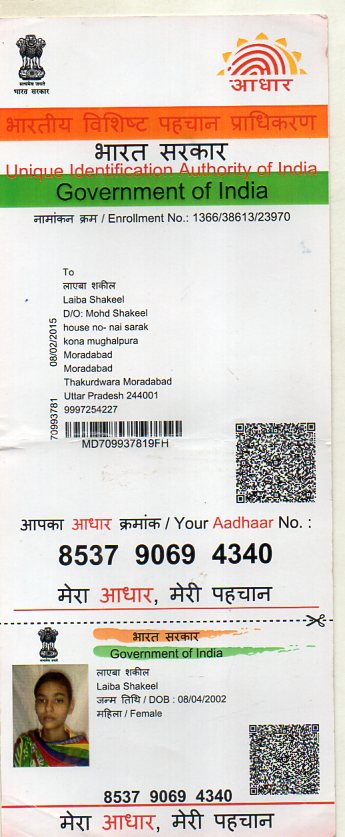 सत्यमेव जयते
भारत सरकार
आधार
भारतीय विशिष्ट पहचान प्राधिकरण
भारत सरकार
Unique Identification Authority of India
Government of India
नामांकन क्रम / Enrollment No.: 1366/38613/23970
To
लाएबा शकील
Laiba Shakeel
D/O: Mohd Shakeel
house no- nai sarak
kona mughalpura
Moradabad
Moradabad
Thakurdwara Moradabad
Uttar Pradesh 244001
9997254227
08/02/2015
70993781
MD709937819FH
आपका आधार क्रमांक / Your Aadhaar No. :
8537 9069 4340
मेरा आधार, मेरी पहचान
भारत सरकार
Government of India
लाएबा शकील
Laiba Shakeel
जन्म तिथि / DOB : 08/04/2002
महिला / Female
8537 9069 4340
मेरा आधार, मेरी पहचान